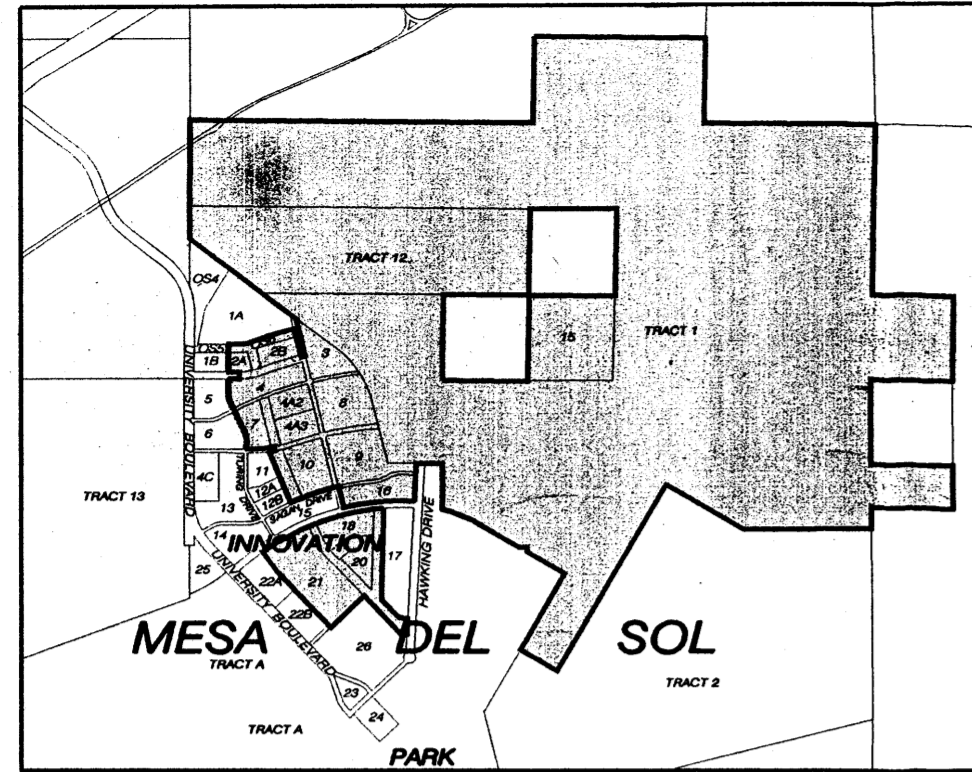 TRACT 12
OS4
1A
TRACT 1
15
OS5
1B
2A
2B
3
UNIVERSITY BOULEVARD
5
4
4A2
8
6
7
4A3
4C
11
10
9
TRACT 13
12A
16
13
12B
SAGAN DRIVE
15
HAWKING DRIVE
14
INNOVATION
18
17
20
25
22A
21
UNIVERSITY BOULEVARD
22B
MESA DEL SOL
26
TRACT A
TRACT 2
23
24
TRACT A
PARK